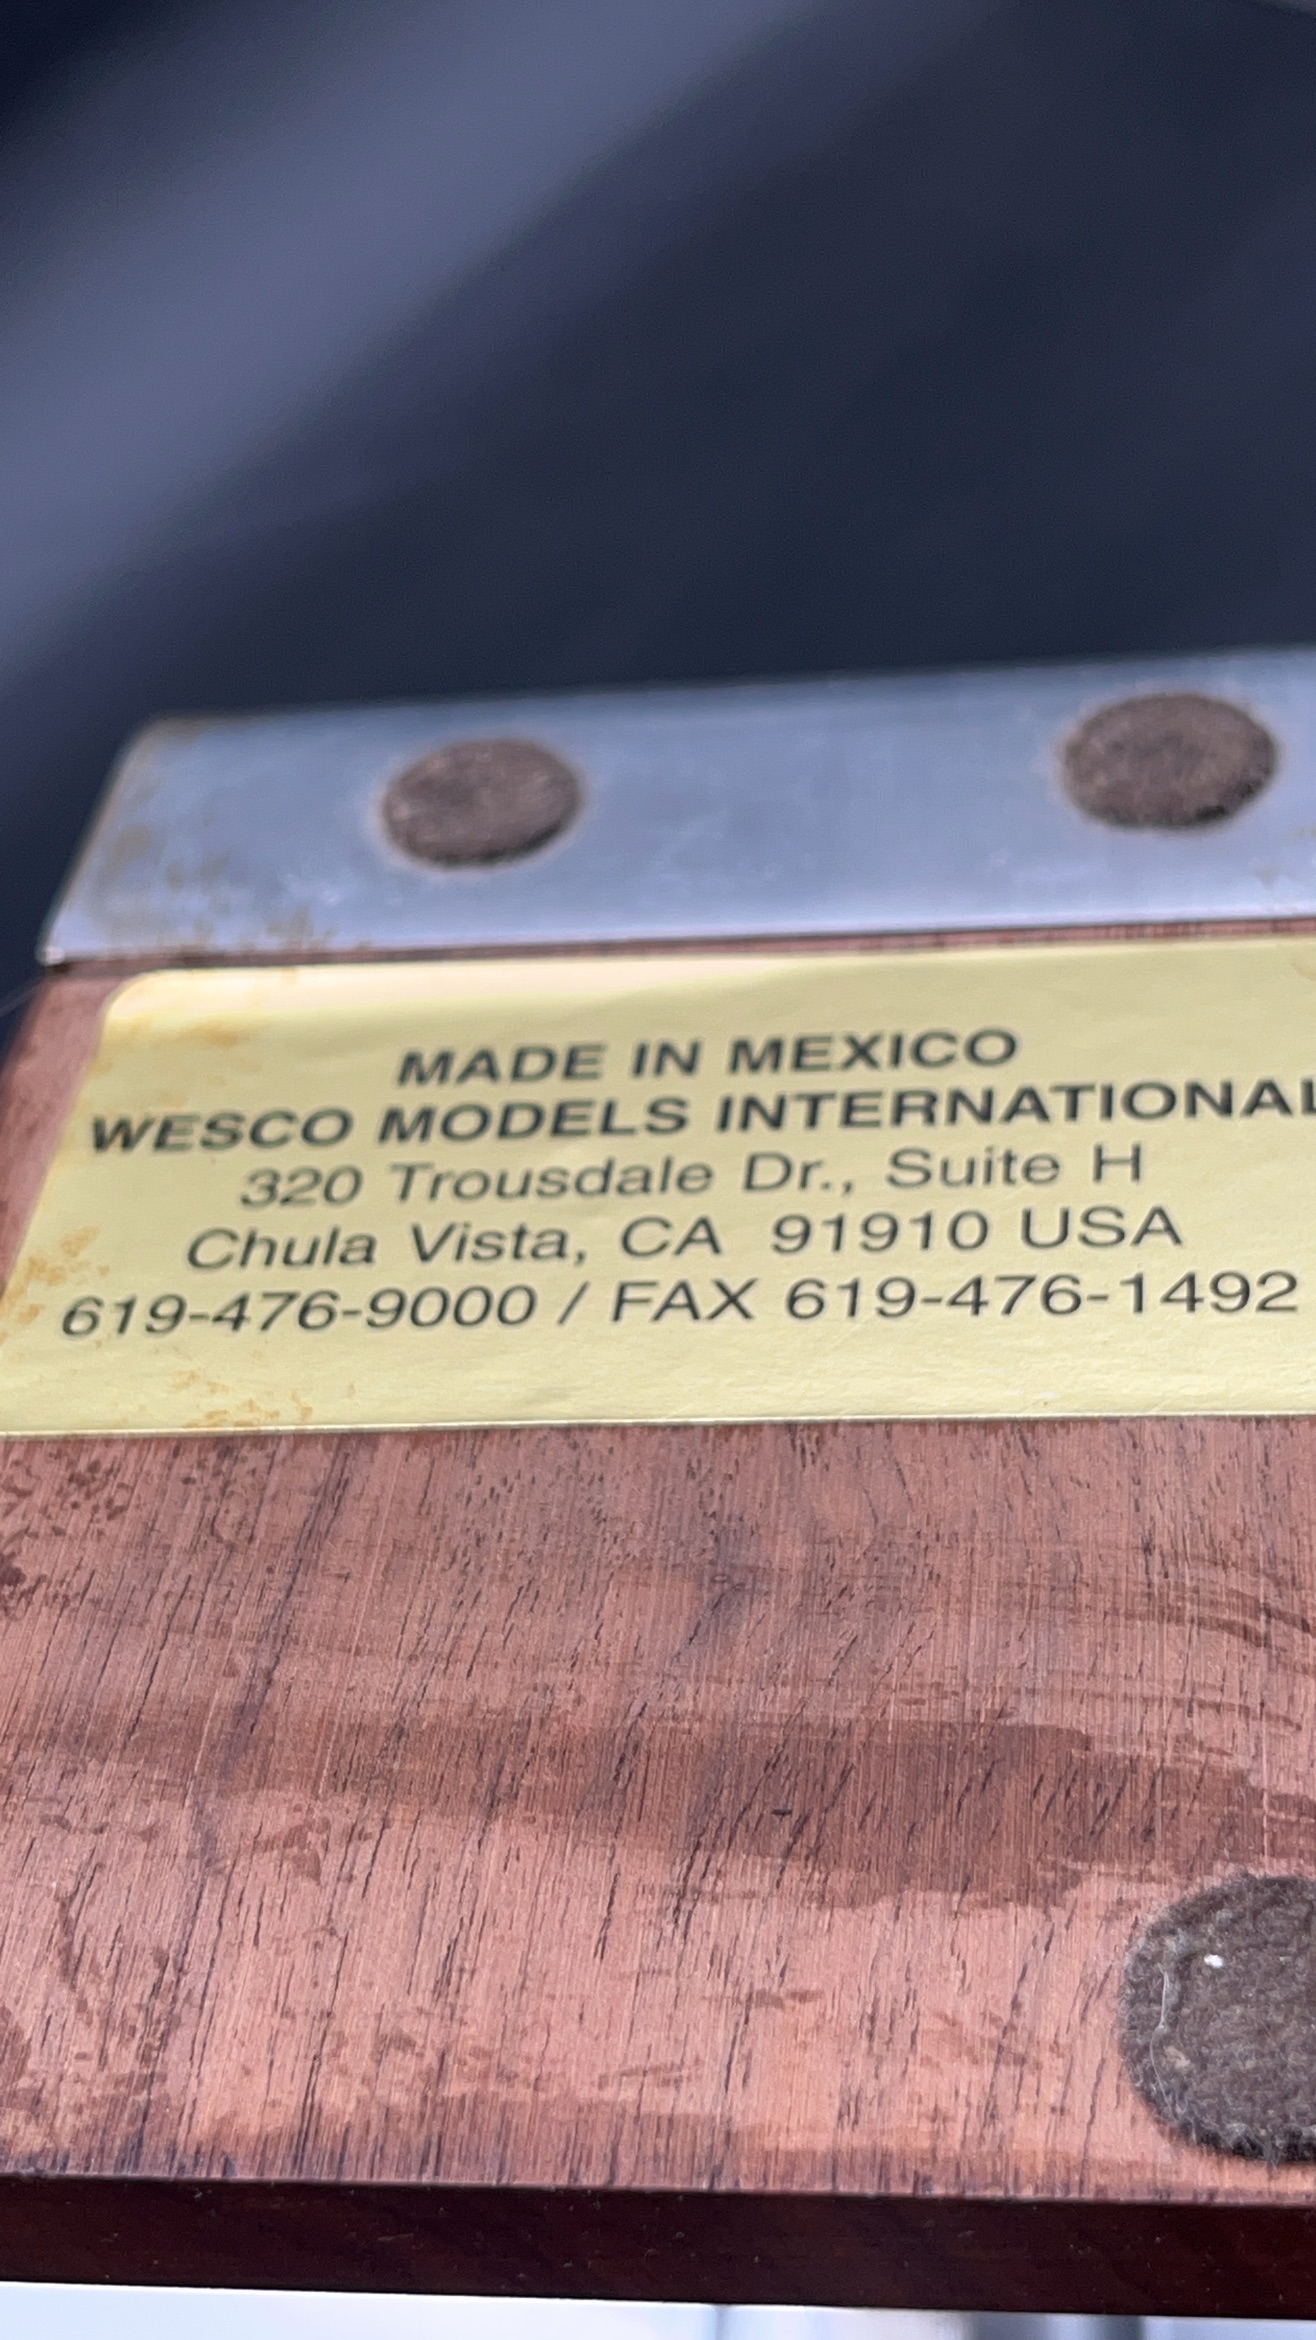 MADE IN MEXICO
WESCO MODELS INTERNATIONAL
320 Trousdale Dr., Suite H
Chula Vista, CA 91910 USA
619-476-9000 / FAX 619-476-1492